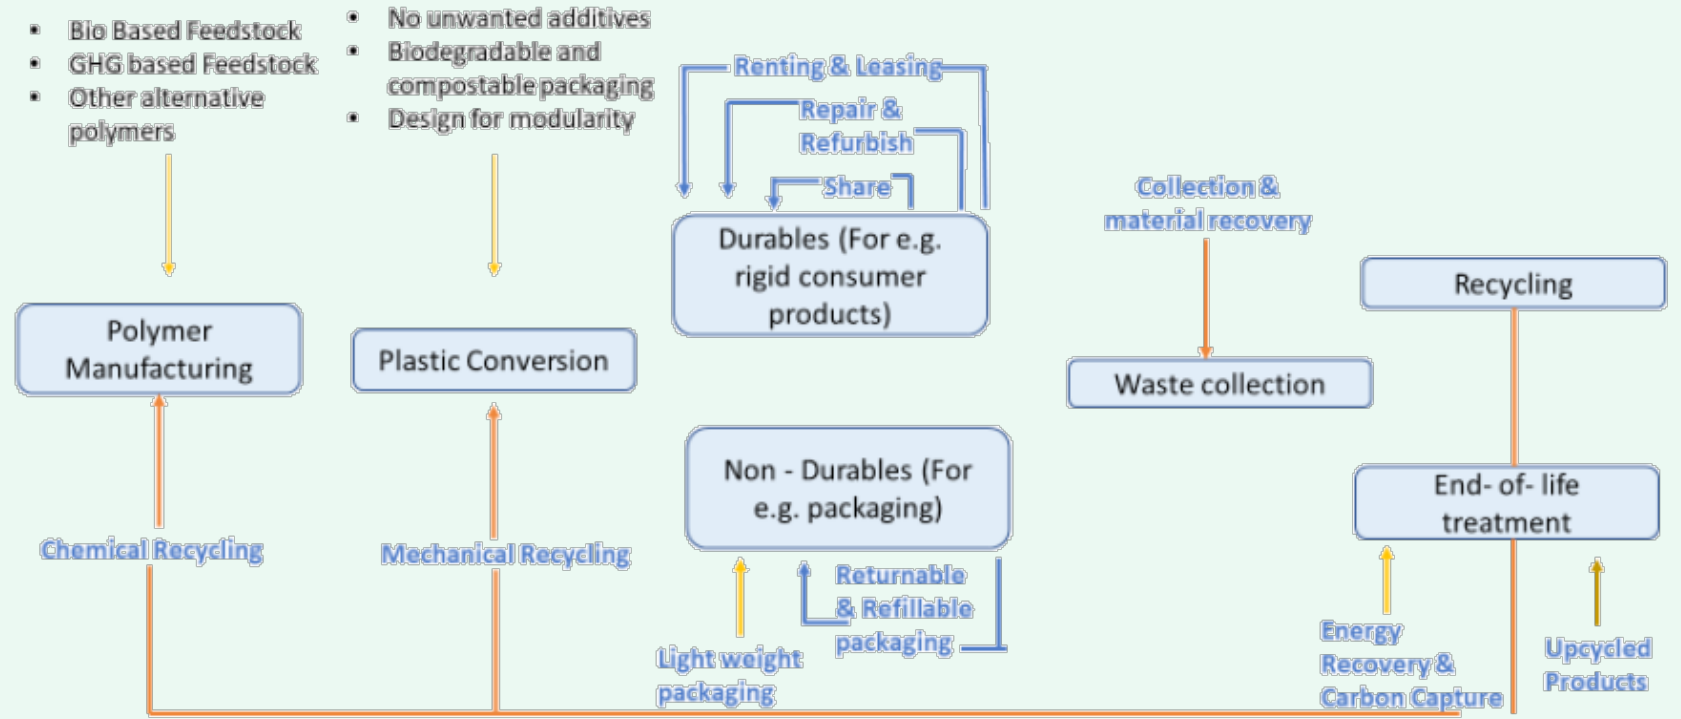 ▪ Bio Based Feedstock
▪ GHG based Feedstock
▪ Other alternative
polymers
• No unwanted additives
• Biodegradable and
compostable packaging
• Design for modularity
Renting & Leasing
Repair &
Refurbish
Share
Durables (For e.g.
rigid consumer
products)
Collection &
material recovery
Recycling
Waste collection
Polymer
Manufacturing
Plastic Conversion
Non - Durables (For
e.g. packaging)
End- of- life
treatment
Chemical Recycling
Mechanical Recycling
Returnable
& Refillable
packaging
Light weight
packaging
Energy
Recovery &
Carbon Capture
Upcycled
Products